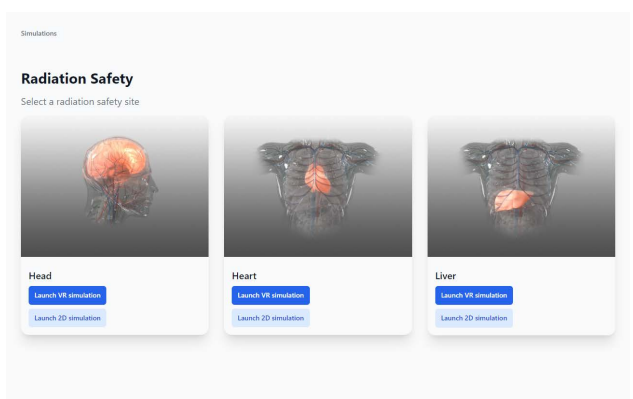 Simulations
Radiation Safety
Select a radiation safety site
Head
Launch VR simulation
Launch 2D simulation
Heart
Launch VR simulation
Launch 2D simulation
Liver
Launch VR simulation
Launch 2D simulation